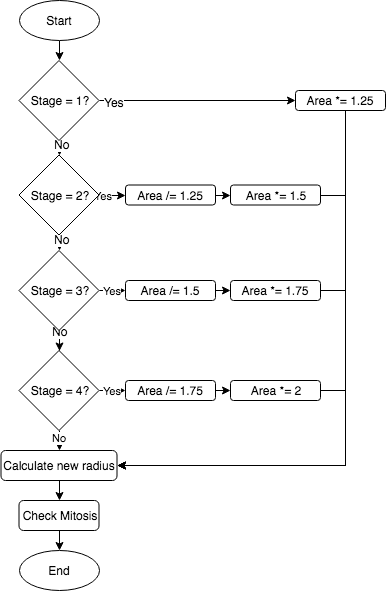 Start
Stage = 1?
Yes
Area *= 1.25
No
Stage = 2?
Yes
Area /= 1.25
Area *= 1.5
No
Stage = 3?
Yes
Area /= 1.5
Area *= 1.75
No
Stage = 4?
Yes
Area /= 1.75
Area *= 2
No
Calculate new radius
Check Mitosis
End